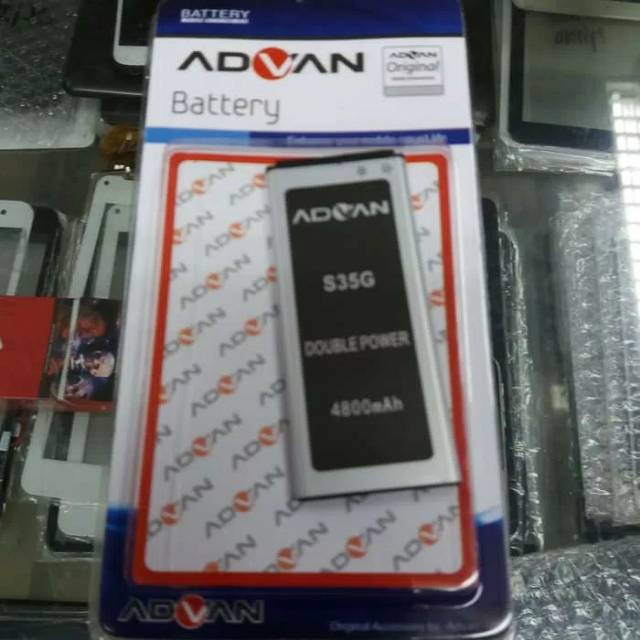 BATTERY
ADVAN
ADVAN
Original
Battery
ADVAN
S35G
DOUBLE POWER
4800mAh
ADVAN